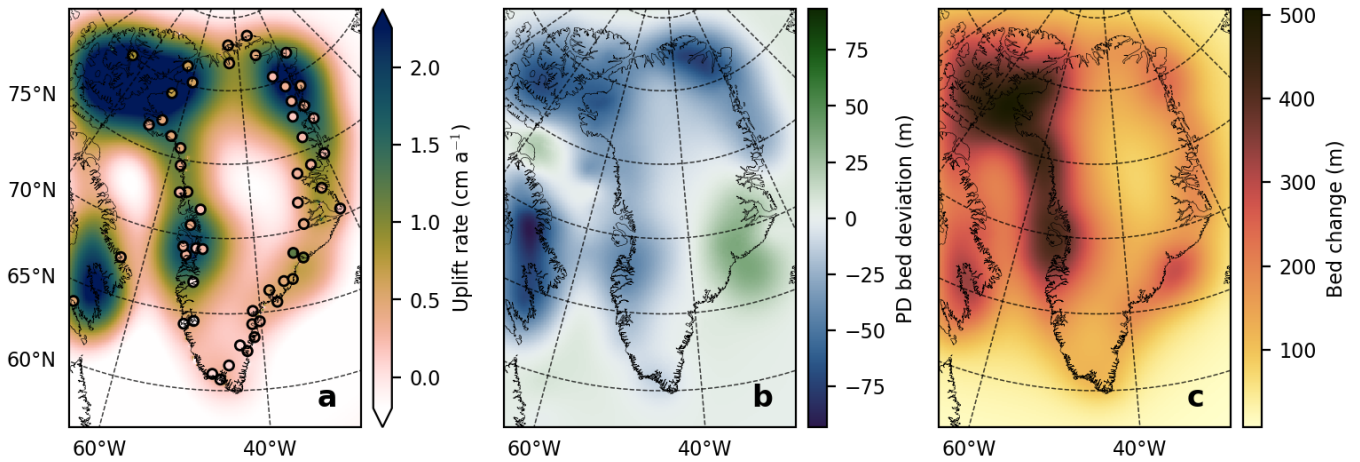 75°N
70°N
65°N
60°N
60°W
40°W
a
2.0
1.5
1.0
0.5
0.0
Uplift rate (cm a⁻¹)
60°W
40°W
b
75
50
25
0
−25
−50
−75
PD bed deviation (m)
60°W
40°W
c
500
400
300
200
100
Bed change (m)